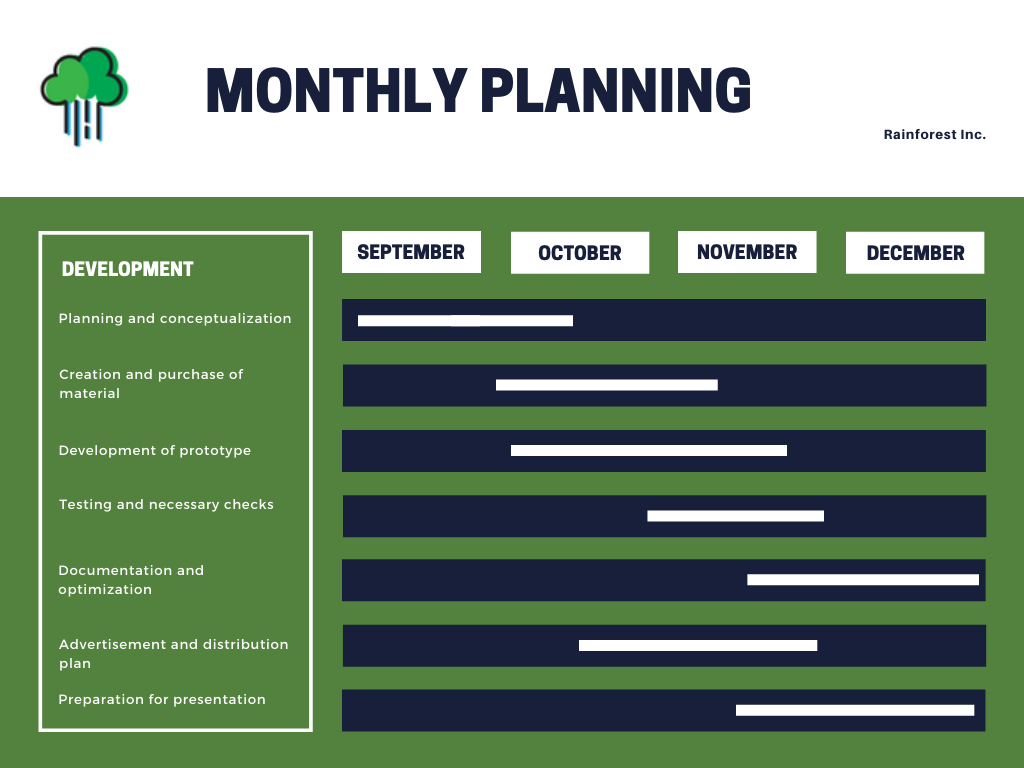 MONTHLY PLANNING
Rainforest Inc.
DEVELOPMENT
SEPTEMBER
OCTOBER
NOVEMBER
DECEMBER
Planning and conceptualization
Creation and purchase of
material
Development of prototype
Testing and necessary checks
Documentation and
optimization
Advertisement and distribution
plan
Preparation for presentation